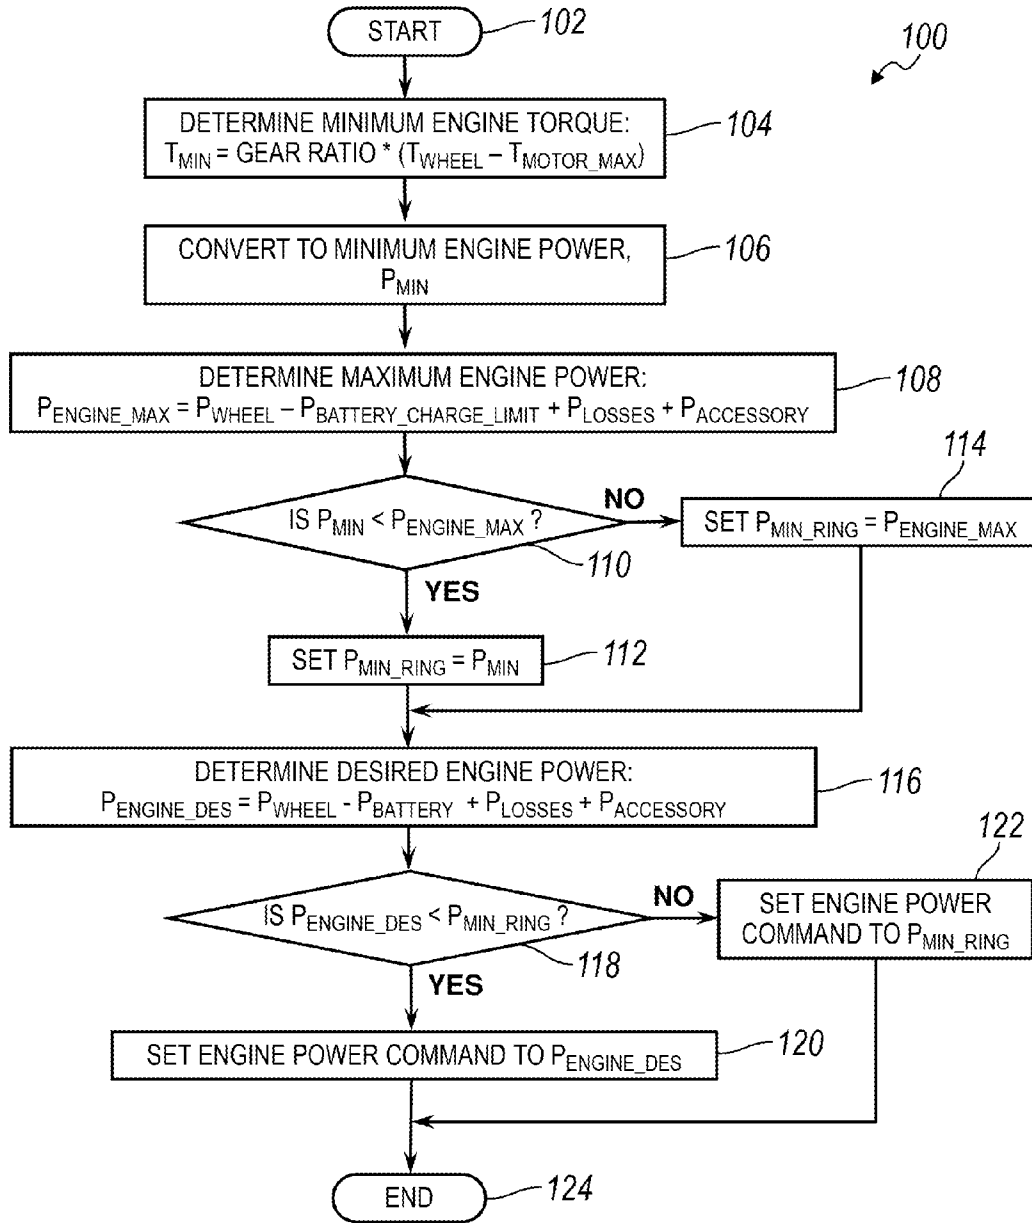 START
102
100
DETERMINE MINIMUM ENGINE TORQUE:
T_MIN = GEAR RATIO * (T_WHEEL – T_MOTOR_MAX)
104
CONVERT TO MINIMUM ENGINE POWER,
P_MIN
106
DETERMINE MAXIMUM ENGINE POWER:
P_ENGINE_MAX = P_WHEEL – P_BATTERY_CHARGE_LIMIT + P_LOSSES + P_ACCESSORY
108
IS P_MIN < P_ENGINE_MAX ?
110
NO
114
SET P_MIN_RING = P_ENGINE_MAX
YES
SET P_MIN_RING = P_MIN
112
DETERMINE DESIRED ENGINE POWER:
P_ENGINE_DES = P_WHEEL - P_BATTERY + P_LOSSES + P_ACCESSORY
116
IS P_ENGINE_DES < P_MIN_RING ?
118
NO
122
SET ENGINE POWER
COMMAND TO P_MIN_RING
YES
SET ENGINE POWER COMMAND TO P_ENGINE_DES
120
END
124